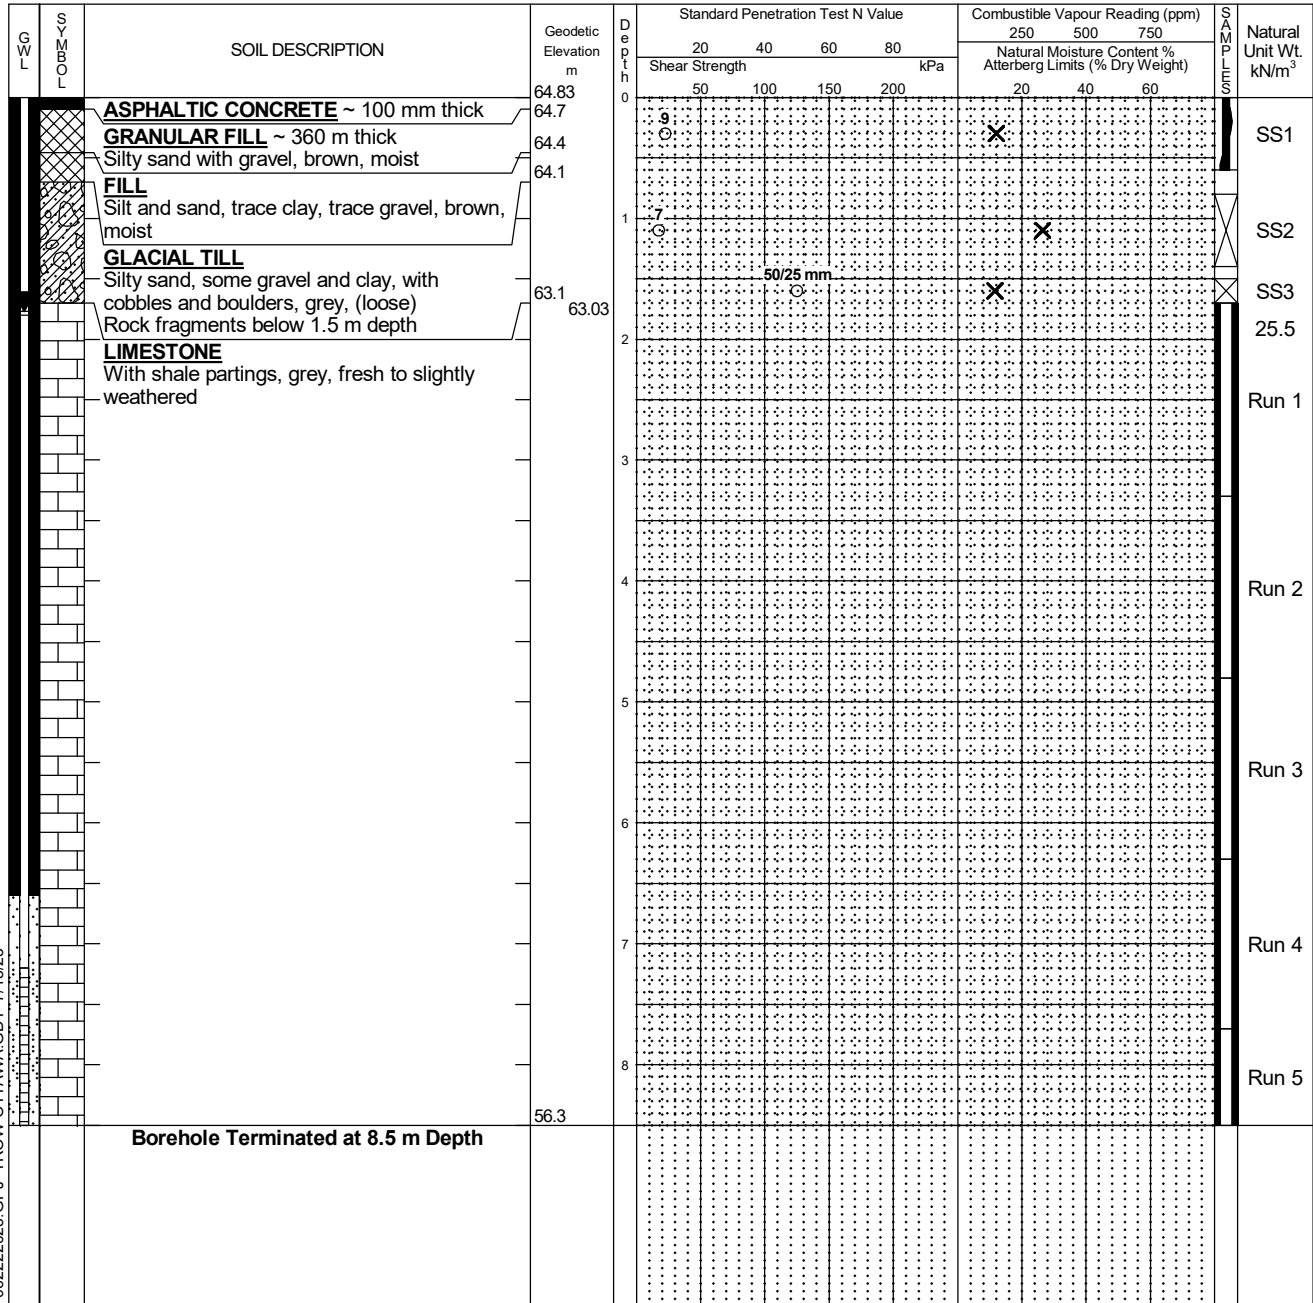 GWL
SYMBOL
SOIL DESCRIPTION
Geodetic
Elevation
m
Depth
Standard Penetration Test N Value
20 40 60 80
Shear Strength kPa
50 100 150 200
Combustible Vapour Reading (ppm)
250 500 750
Natural Moisture Content %
Atterberg Limits (% Dry Weight)
20 40 60
SAMPLES
Natural
Unit Wt.
kN/m³
64.83
0
ASPHALTIC CONCRETE ~ 100 mm thick
64.7
9
SS1
GRANULAR FILL ~ 360 m thick
64.4
Silty sand with gravel, brown, moist
64.1
FILL
Silt and sand, trace clay, trace gravel, brown,
moist
1
7
SS2
GLACIAL TILL
Silty sand, some gravel and clay, with
cobbles and boulders, grey, (loose)
Rock fragments below 1.5 m depth
50/25 mm
63.1
SS3
63.03
25.5
2
LIMESTONE
With shale partings, grey, fresh to slightly
weathered
Run 1
3
4
Run 2
5
Run 3
6
7
Run 4
8
Run 5
56.3
Borehole Terminated at 8.5 m Depth